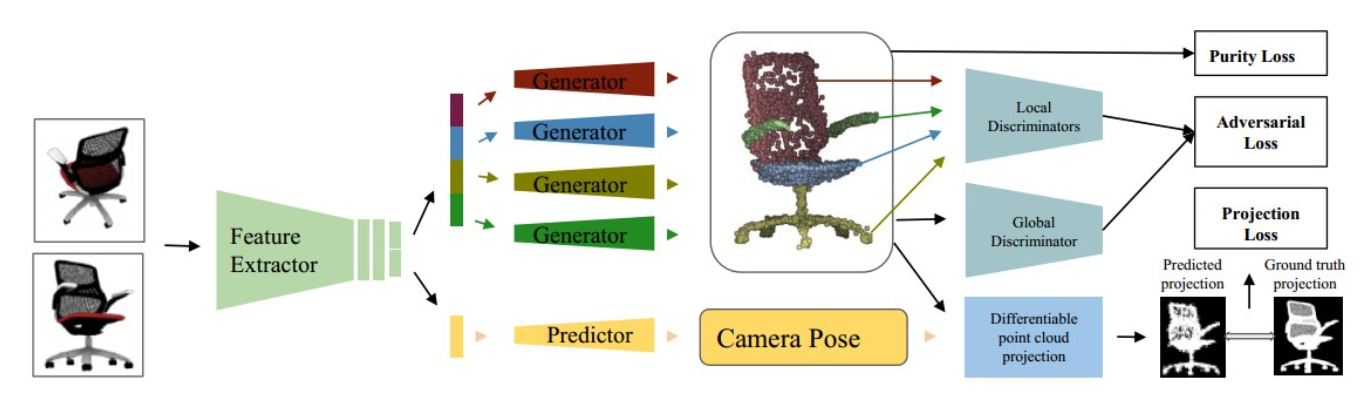 Feature
Extractor
Generator
Generator
Generator
Generator
Predictor
Camera Pose
Local
Discriminators
Global
Discriminator
Differentiable
point cloud
projection
Purity Loss
Adversarial
Loss
Projection
Loss
Predicted
projection
Ground truth
projection